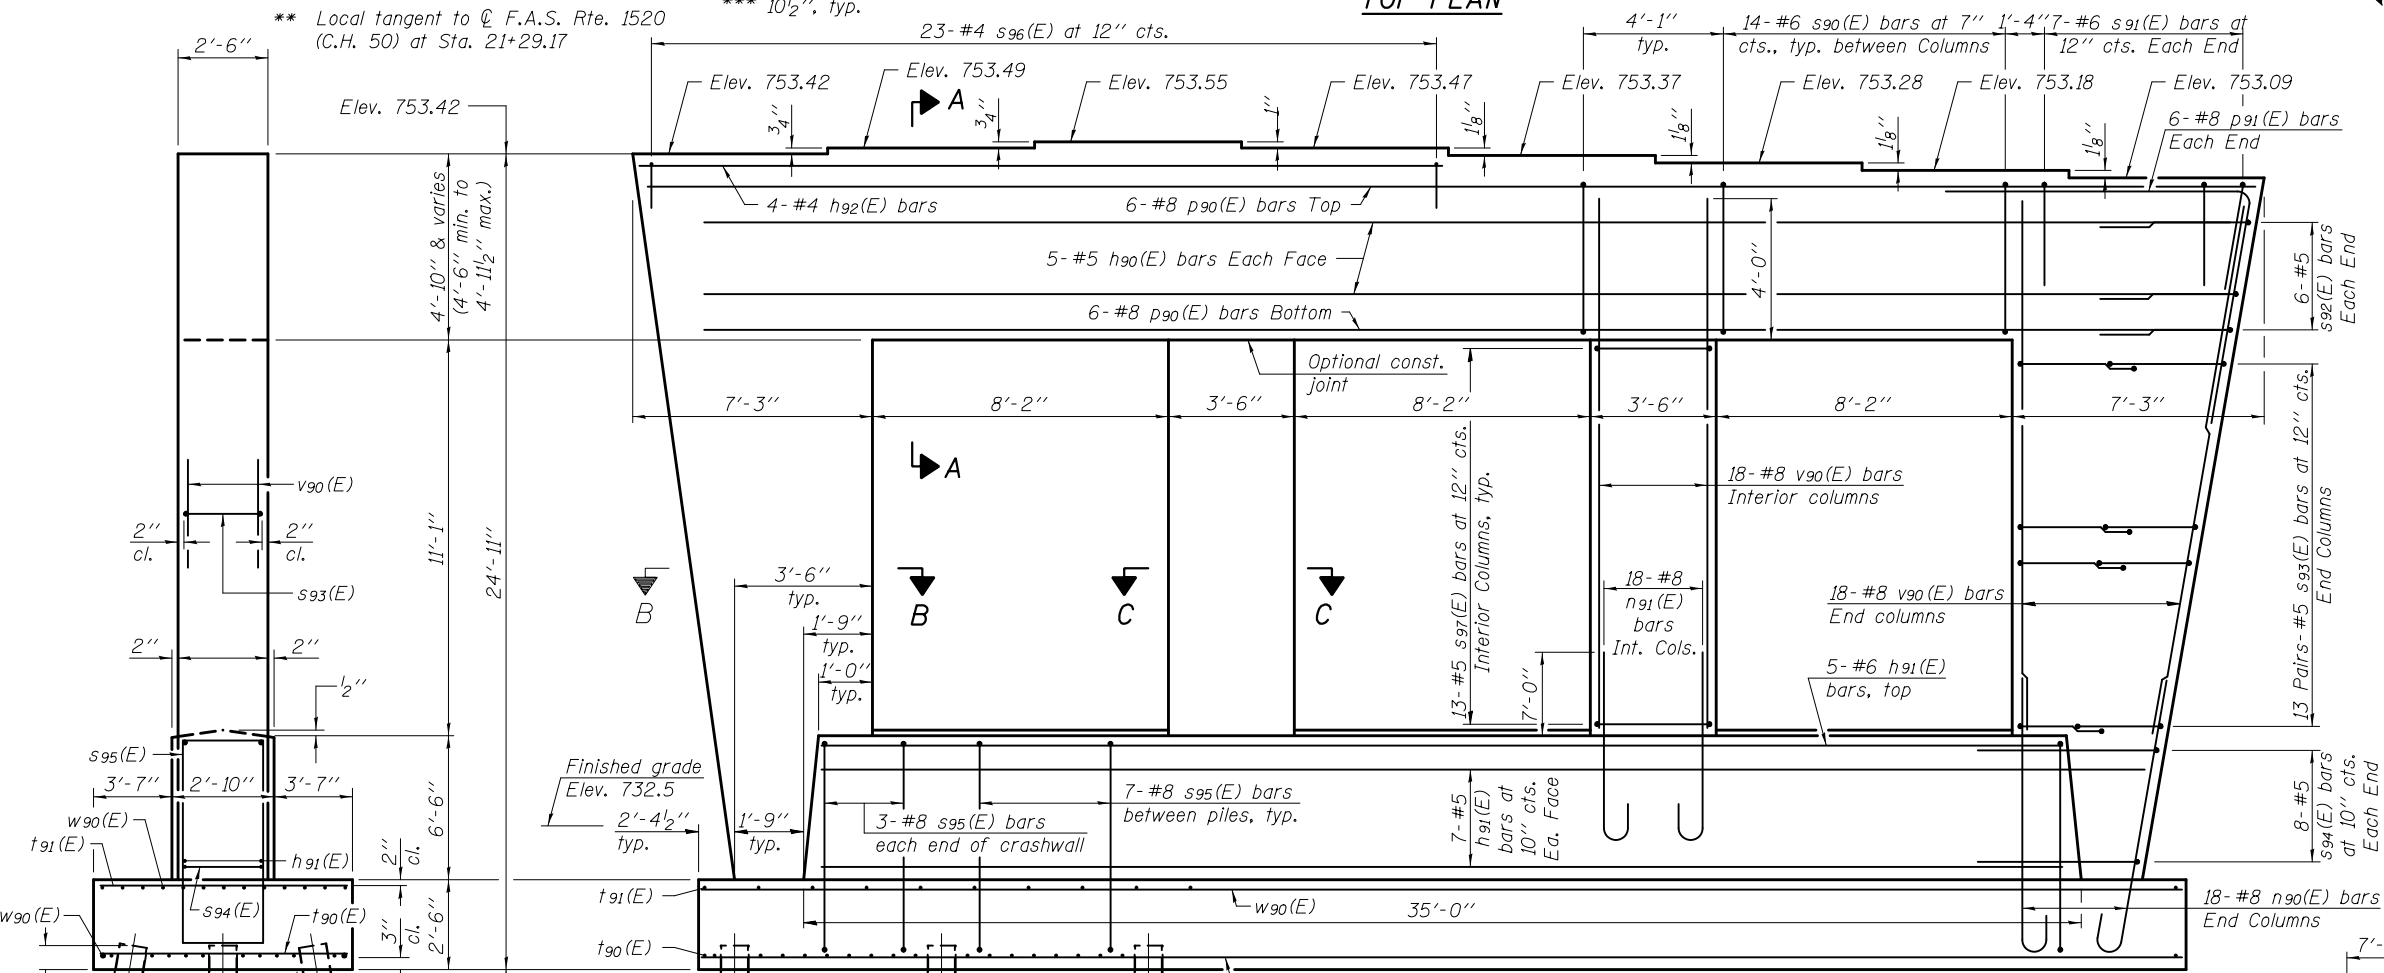 ** Local tangent to ℄ F.A.S. Rte. 1520
(C.H. 50) at Sta. 21+29.17
*** 10½", typ.
TOP PLAN
2'-6"
23-#4 s96(E) at 12" cts.
4'-1"
typ.
14-#6 s90(E) bars at 7"
cts., typ. between Columns
1'-4"
7-#6 s91(E) bars at
12" cts. Each End
Elev. 753.42
Elev. 753.42
Elev. 753.49
A
Elev. 753.55
Elev. 753.47
Elev. 753.37
Elev. 753.28
Elev. 753.18
Elev. 753.09
¾"
¾"
1"
1⅛"
1⅛"
1⅛"
1⅛"
6-#8 p91(E) bars
Each End
4'-10" & varies
(4'-6" min. to
4'-11½" max.)
4-#4 h92(E) bars
6-#8 p90(E) bars Top
5-#5 h90(E) bars Each Face
6-#8 p90(E) bars Bottom
4'-0"
6-#5
s92(E) bars
Each End
Optional const.
joint
7'-3"
8'-2"
3'-6"
8'-2"
3'-6"
8'-2"
7'-3"
A
v90(E)
2"
cl.
2"
cl.
s93(E)
11'-1"
24'-11"
13-#5 s97(E) bars at 12" cts.
Interior Columns, typ.
18-#8 v90(E) bars
Interior columns
13 Pairs-#5 s93(E) bars at 12" cts.
End Columns
B
3'-6"
typ.
B
C
C
18-#8
n91(E)
bars
Int. Cols.
18-#8 v90(E) bars
End columns
1'-9"
typ.
1'-0"
typ.
2"
2"
½"
7'-0"
5-#6 h91(E)
bars, top
s95(E)
3'-7"
2'-10"
3'-7"
w90(E)
t91(E)
h91(E)
6'-6"
2"
cl.
Finished grade
Elev. 732.5
2'-4½"
typ.
1'-9"
typ.
3-#8 s95(E) bars
each end of crashwall
7-#8 s95(E) bars
between piles, typ.
7-#5
h91(E)
bars at
10" cts.
Ea. Face
8-#5
s94(E) bars
at 10" cts.
Each End
w90(E)
s94(E)
t90(E)
3"
cl.
2'-6"
t91(E)
w90(E)
35'-0"
t90(E)
18-#8 n90(E) bars
End Columns
7'-